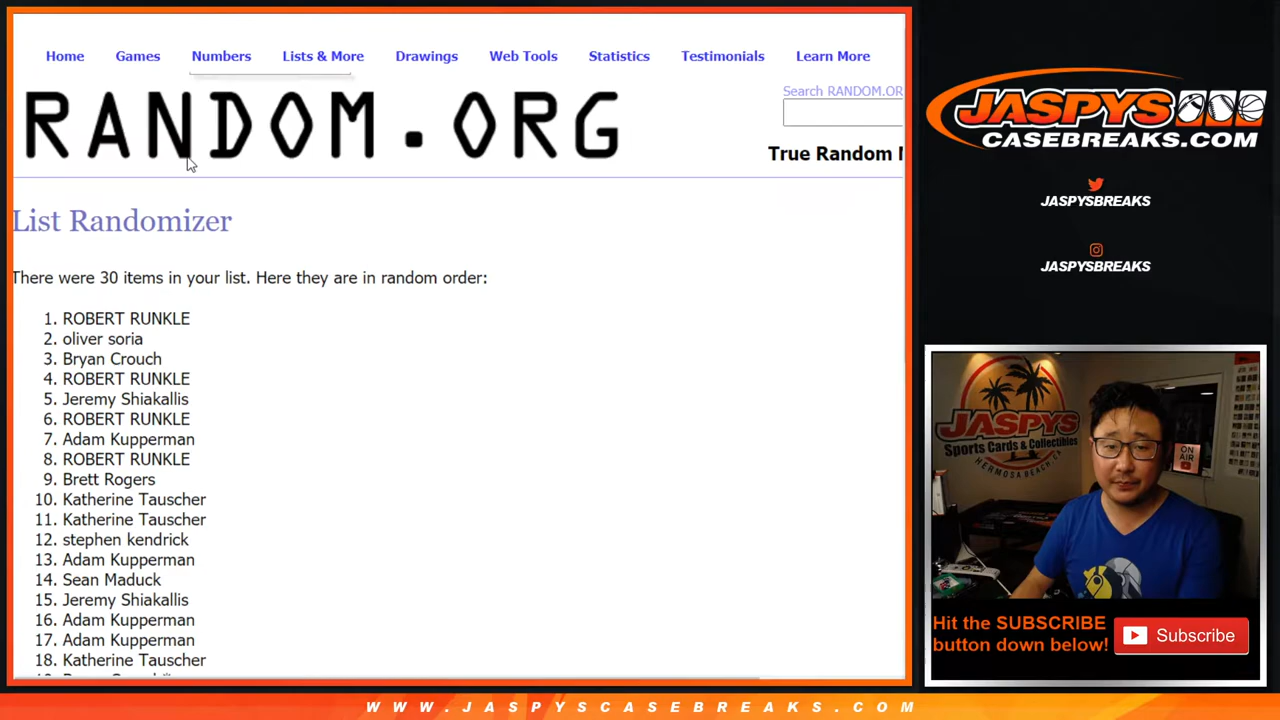 Home Games Numbers Lists & More Drawings Web Tools Statistics Testimonials Learn More
RANDOM.ORG
Search RANDOM.OR
True Random
List Randomizer
There were 30 items in your list. Here they are in random order:
1. ROBERT RUNKLE
2. oliver soria
3. Bryan Crouch
4. ROBERT RUNKLE
5. Jeremy Shiakallis
6. ROBERT RUNKLE
7. Adam Kupperman
8. ROBERT RUNKLE
9. Brett Rogers
10. Katherine Tauscher
11. Katherine Tauscher
12. stephen kendrick
13. Adam Kupperman
14. Sean Maduck
15. Jeremy Shiakallis
16. Adam Kupperman
17. Adam Kupperman
18. Katherine Tauscher
JASPYS
CASEBREAKS.COM
JASPYSBREAKS
JASPYSBREAKS
JASPYS
Sports Cards & Collectibles
HERMOSA BEACH, CA
ON
AIR
Hit the SUBSCRIBE
button down below!
Subscribe
WWW.JASPYSCASEBREAKS.COM